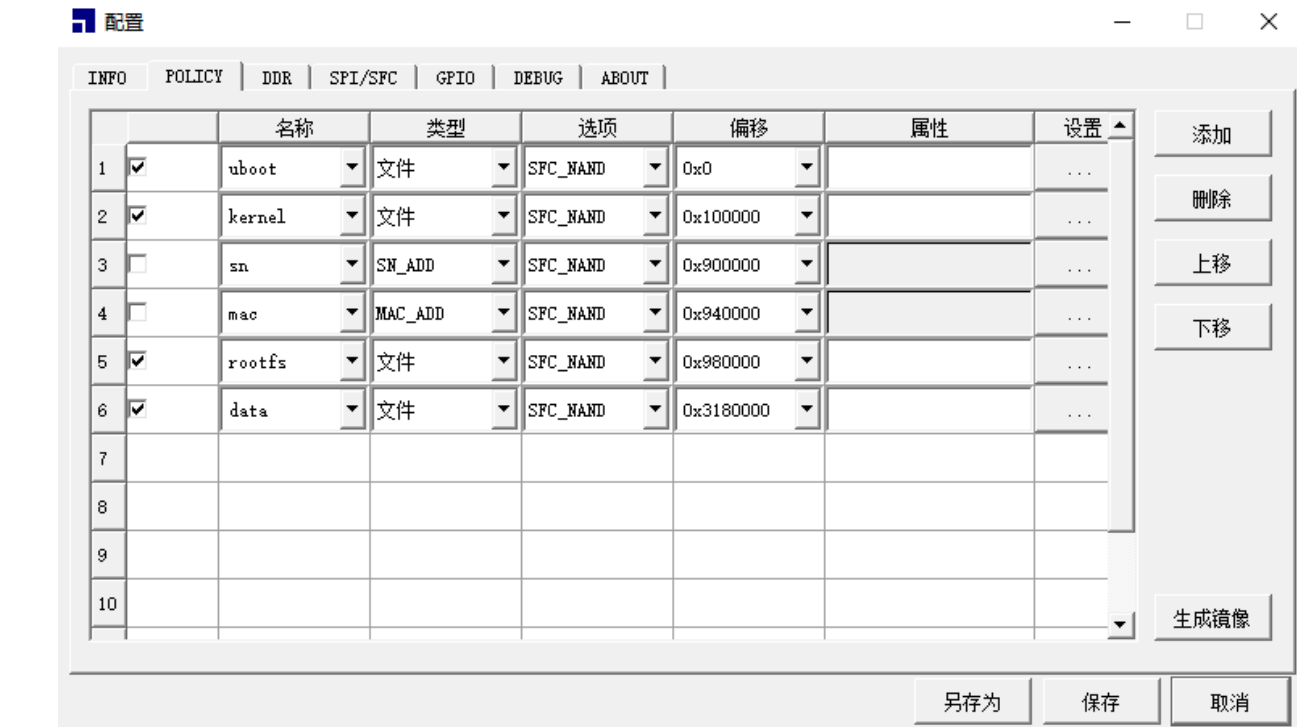 配置
INFO POLICY DDR SPI/SFC GPIO DEBUG ABOUT
名称 类型 选项 偏移 属性 设置 添加
1 uboot 文件 SFC_NAND 0x0 ...
删除
2 kernel 文件 SFC_NAND 0x100000 ...
3 sn SN_ADD SFC_NAND 0x900000 ... 上移
4 mac MAC_ADD SFC_NAND 0x940000 ... 下移
5 rootfs 文件 SFC_NAND 0x980000 ...
6 data 文件 SFC_NAND 0x3180000 ...
7
8
9
10 生成镜像
另存为 保存 取消